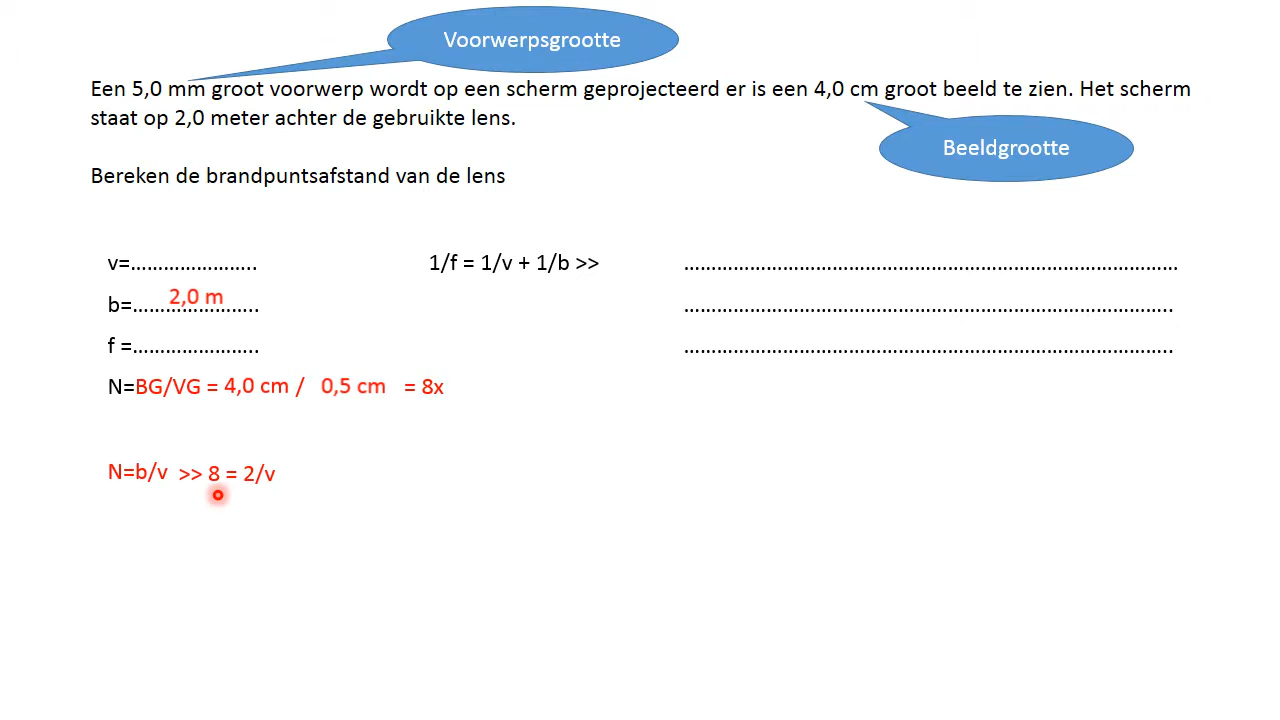 Voorwerpsgrootte
Een 5,0 mm groot voorwerp wordt op een scherm geprojecteerd er is een 4,0 cm groot beeld te zien. Het scherm
staat op 2,0 meter achter de gebruikte lens.
Beeldgrootte
Bereken de brandpuntsafstand van de lens
v=...................... 1/f = 1/v + 1/b >> ......................................................................................
b=...................... 2,0 m ......................................................................................
f =...................... ......................................................................................
N=BG/VG = 4,0 cm / 0,5 cm = 8x
N=b/v >> 8 = 2/v